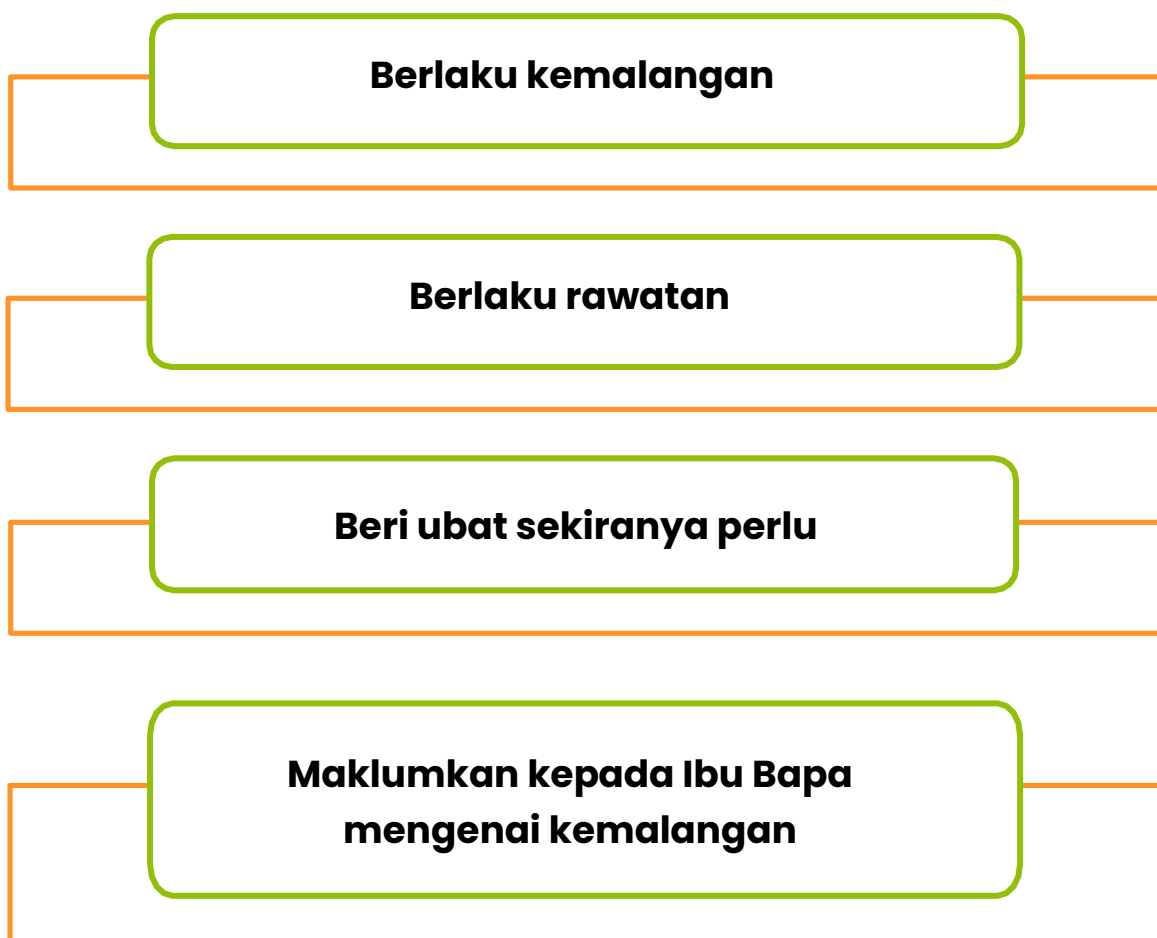 Berlaku kemalangan
Berlaku rawatan
Beri ubat sekiranya perlu
Maklumkan kepada Ibu Bapa
mengenai kemalangan